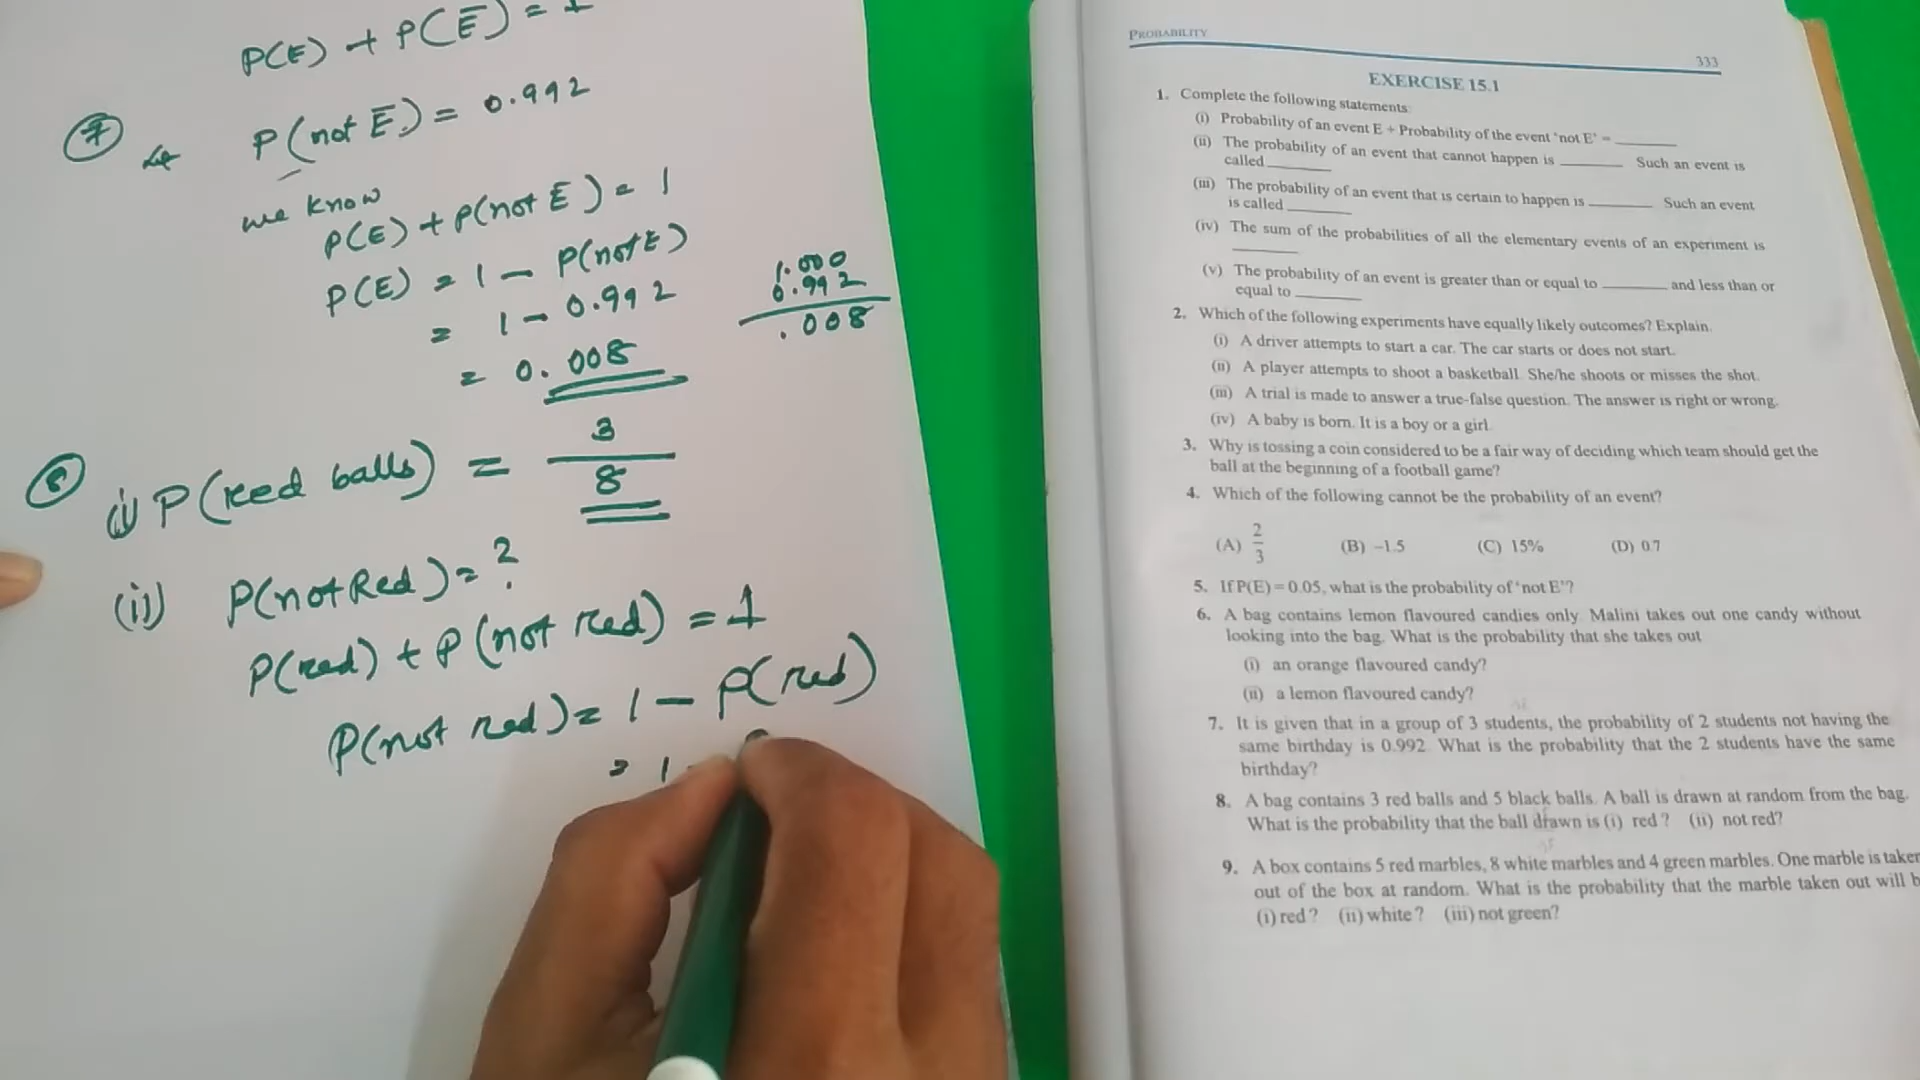 P(E) + P(E̅) = 1
7 Let P(not E) = 0.992
we know
P(E) + P(not E) = 1
P(E) = 1 - P(not E)
= 1 - 0.992
= 0.008
1.000
0.992
.008
8 (i) P(red balls) = 3/8
(ii) P(not Red) = ?
P(red) + P(not red) = 1
P(not red) = 1 - P(red)
= 1
PROBABILITY
333
EXERCISE 15.1
1. Complete the following statements:
(i) Probability of an event E + Probability of the event 'not E' = ______
(ii) The probability of an event that cannot happen is ______ Such an event is
called ______
(iii) The probability of an event that is certain to happen is ______ Such an event
is called ______
(iv) The sum of the probabilities of all the elementary events of an experiment is
______
(v) The probability of an event is greater than or equal to ______ and less than or
equal to ______
2. Which of the following experiments have equally likely outcomes? Explain.
(i) A driver attempts to start a car. The car starts or does not start.
(ii) A player attempts to shoot a basketball. She/he shoots or misses the shot.
(iii) A trial is made to answer a true-false question. The answer is right or wrong.
(iv) A baby is born. It is a boy or a girl.
3. Why is tossing a coin considered to be a fair way of deciding which team should get the
ball at the beginning of a football game?
4. Which of the following cannot be the probability of an event?
(A) 2/3 (B) –1.5 (C) 15% (D) 0.7
5. If P(E) = 0.05, what is the probability of 'not E'?
6. A bag contains lemon flavoured candies only. Malini takes out one candy without
looking into the bag. What is the probability that she takes out
(i) an orange flavoured candy?
(ii) a lemon flavoured candy?
7. It is given that in a group of 3 students, the probability of 2 students not having the
same birthday is 0.992. What is the probability that the 2 students have the same
birthday?
8. A bag contains 3 red balls and 5 black balls. A ball is drawn at random from the bag.
What is the probability that the ball drawn is (i) red ? (ii) not red?
9. A box contains 5 red marbles, 8 white marbles and 4 green marbles. One marble is taken
out of the box at random. What is the probability that the marble taken out will b
(i) red ? (ii) white ? (iii) not green?